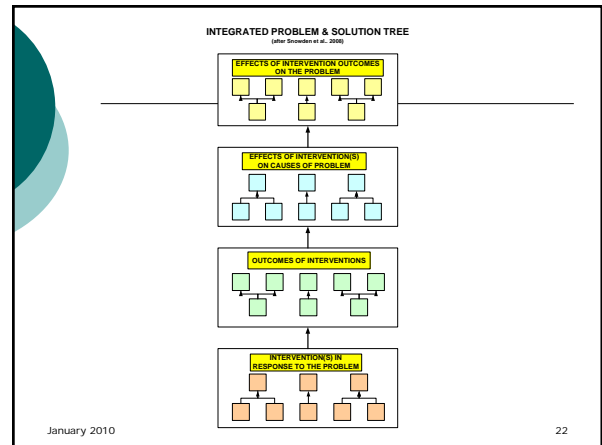 INTEGRATED PROBLEM & SOLUTION TREE
(after Snowden et al.. 2008)
EFFECTS OF INTERVENTION OUTCOMES
ON THE PROBLEM
EFFECTS OF INTERVENTION(S)
ON CAUSES OF PROBLEM
OUTCOMES OF INTERVENTIONS
INTERVENTION(S) IN
RESPONSE TO THE PROBLEM
January 2010
22